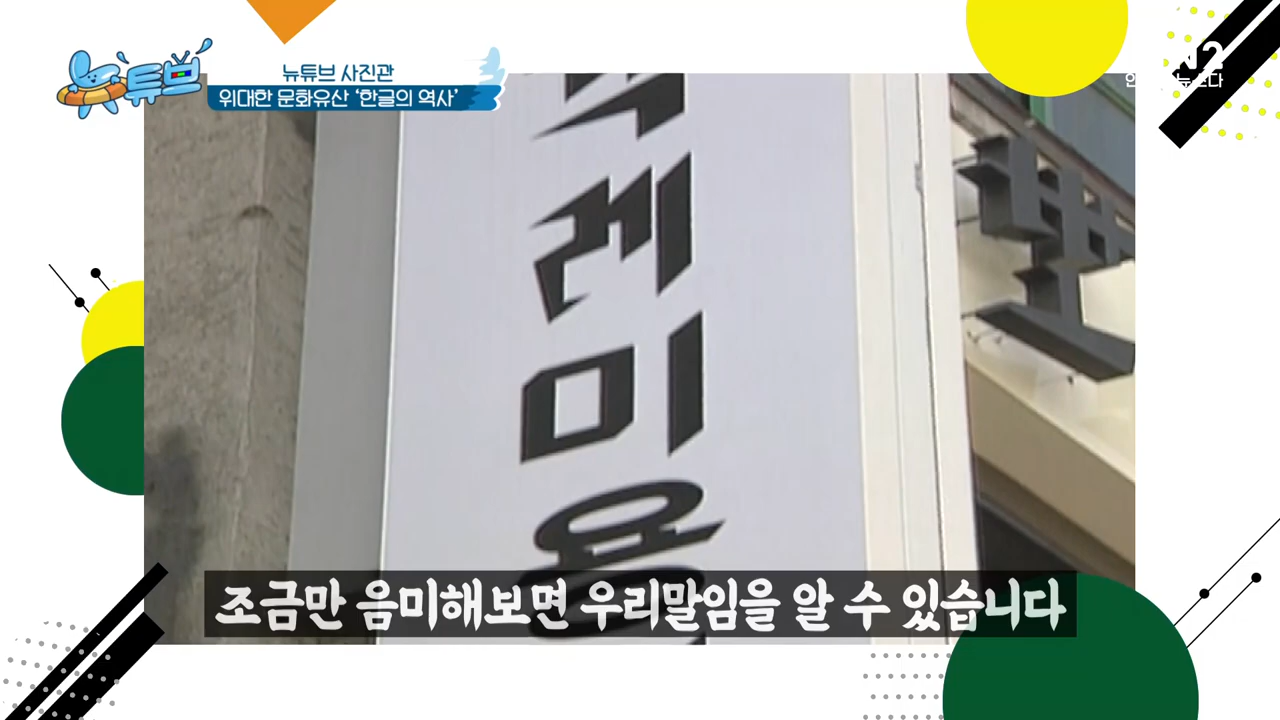 뉴튜브
뉴튜브 사진관
위대한 문화유산 '한글의 역사'
조금만 음미해보면 우리말임을 알 수 있습니다
미용